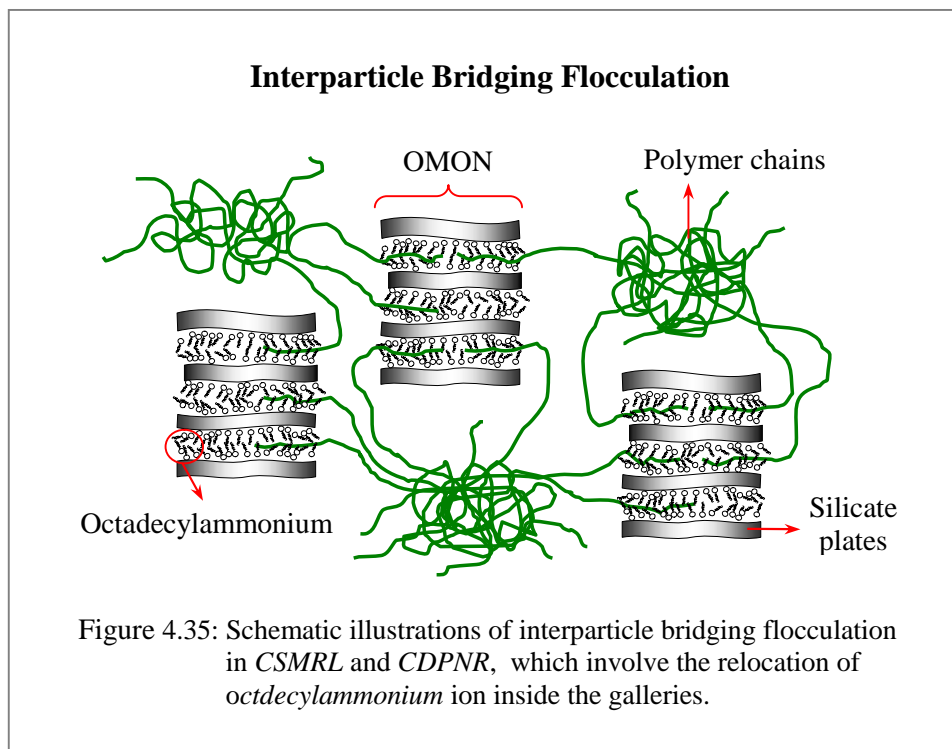 Interparticle Bridging Flocculation
OMON
Polymer chains
Octadecylammonium
Silicate
plates
Figure 4.35: Schematic illustrations of interparticle bridging flocculation
in CSMRL and CDPNR, which involve the relocation of
octdecylammonium ion inside the galleries.